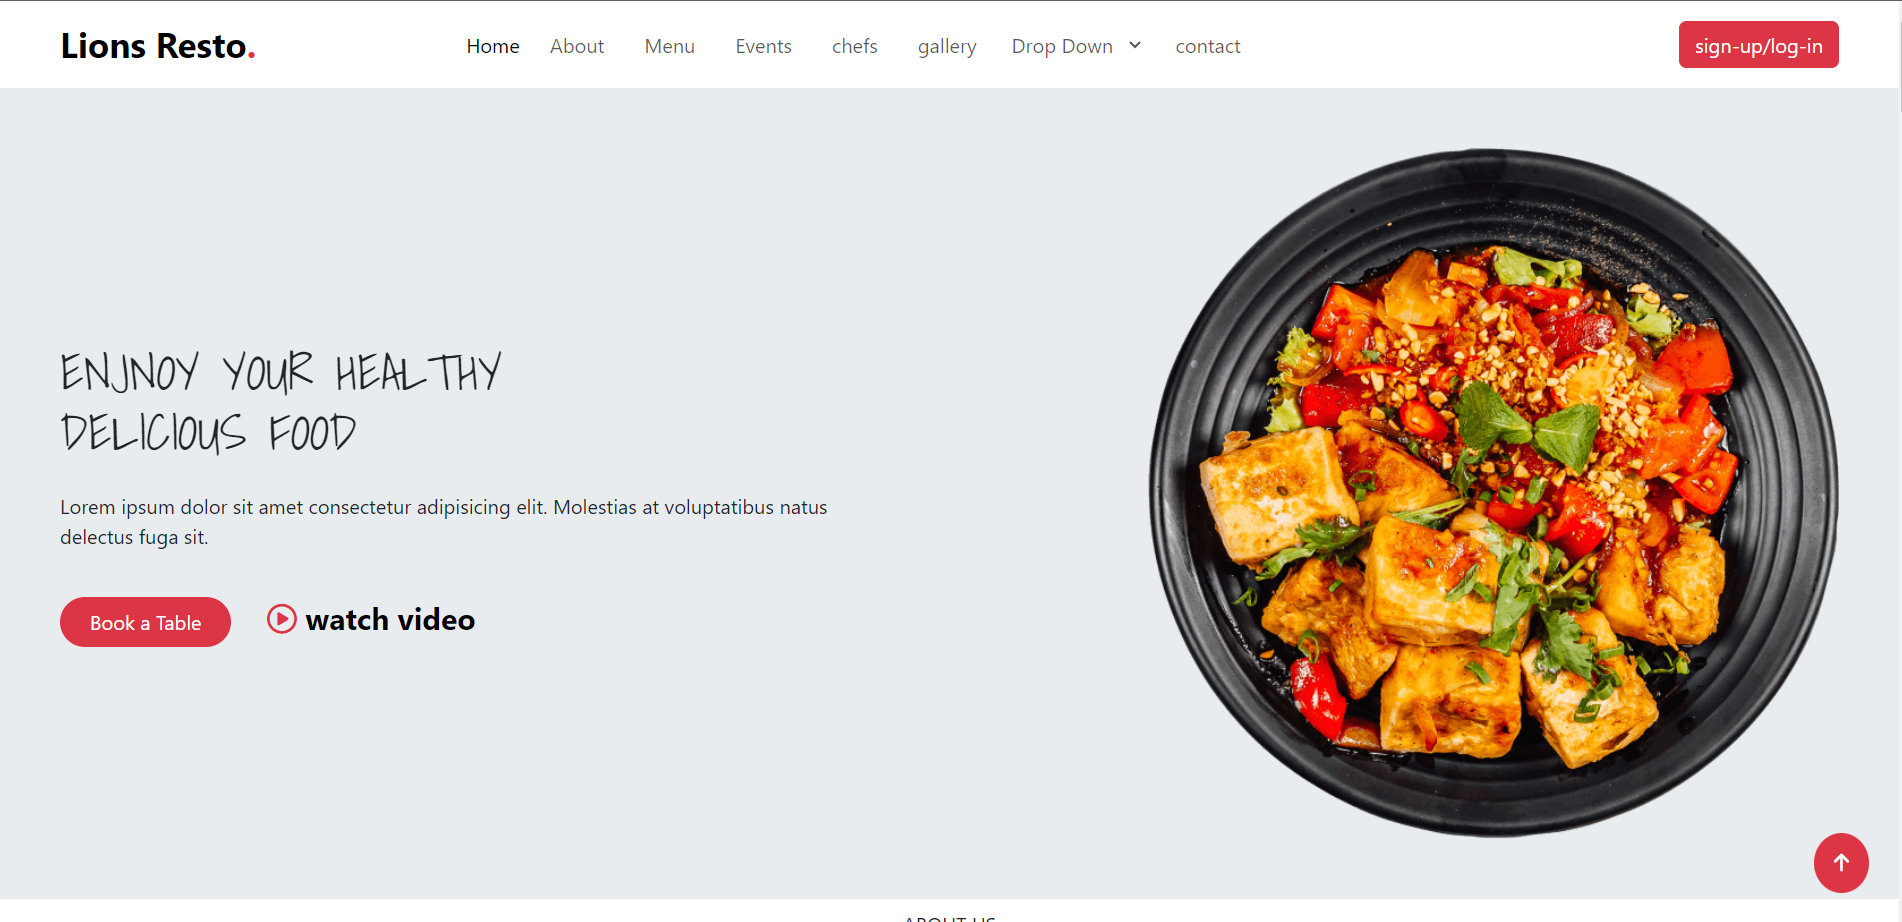 Lions Resto.
Home About Menu Events chefs gallery Drop Down contact
sign-up/log-in
ENJNOY YOUR HEALTHY
DELICIOUS FOOD
Lorem ipsum dolor sit amet consectetur adipisicing elit. Molestias at voluptatibus natus
delectus fuga sit.
Book a Table
watch video
ABOUT US